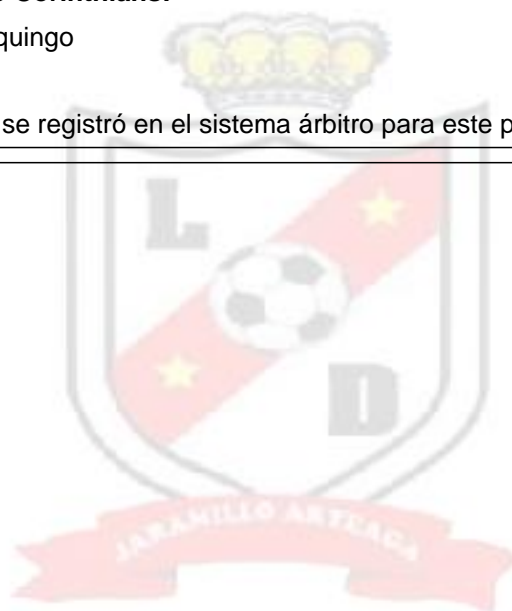 quingo
se registró en el sistema árbitro para este p
L
D
JARAMILLO ARTEAGA